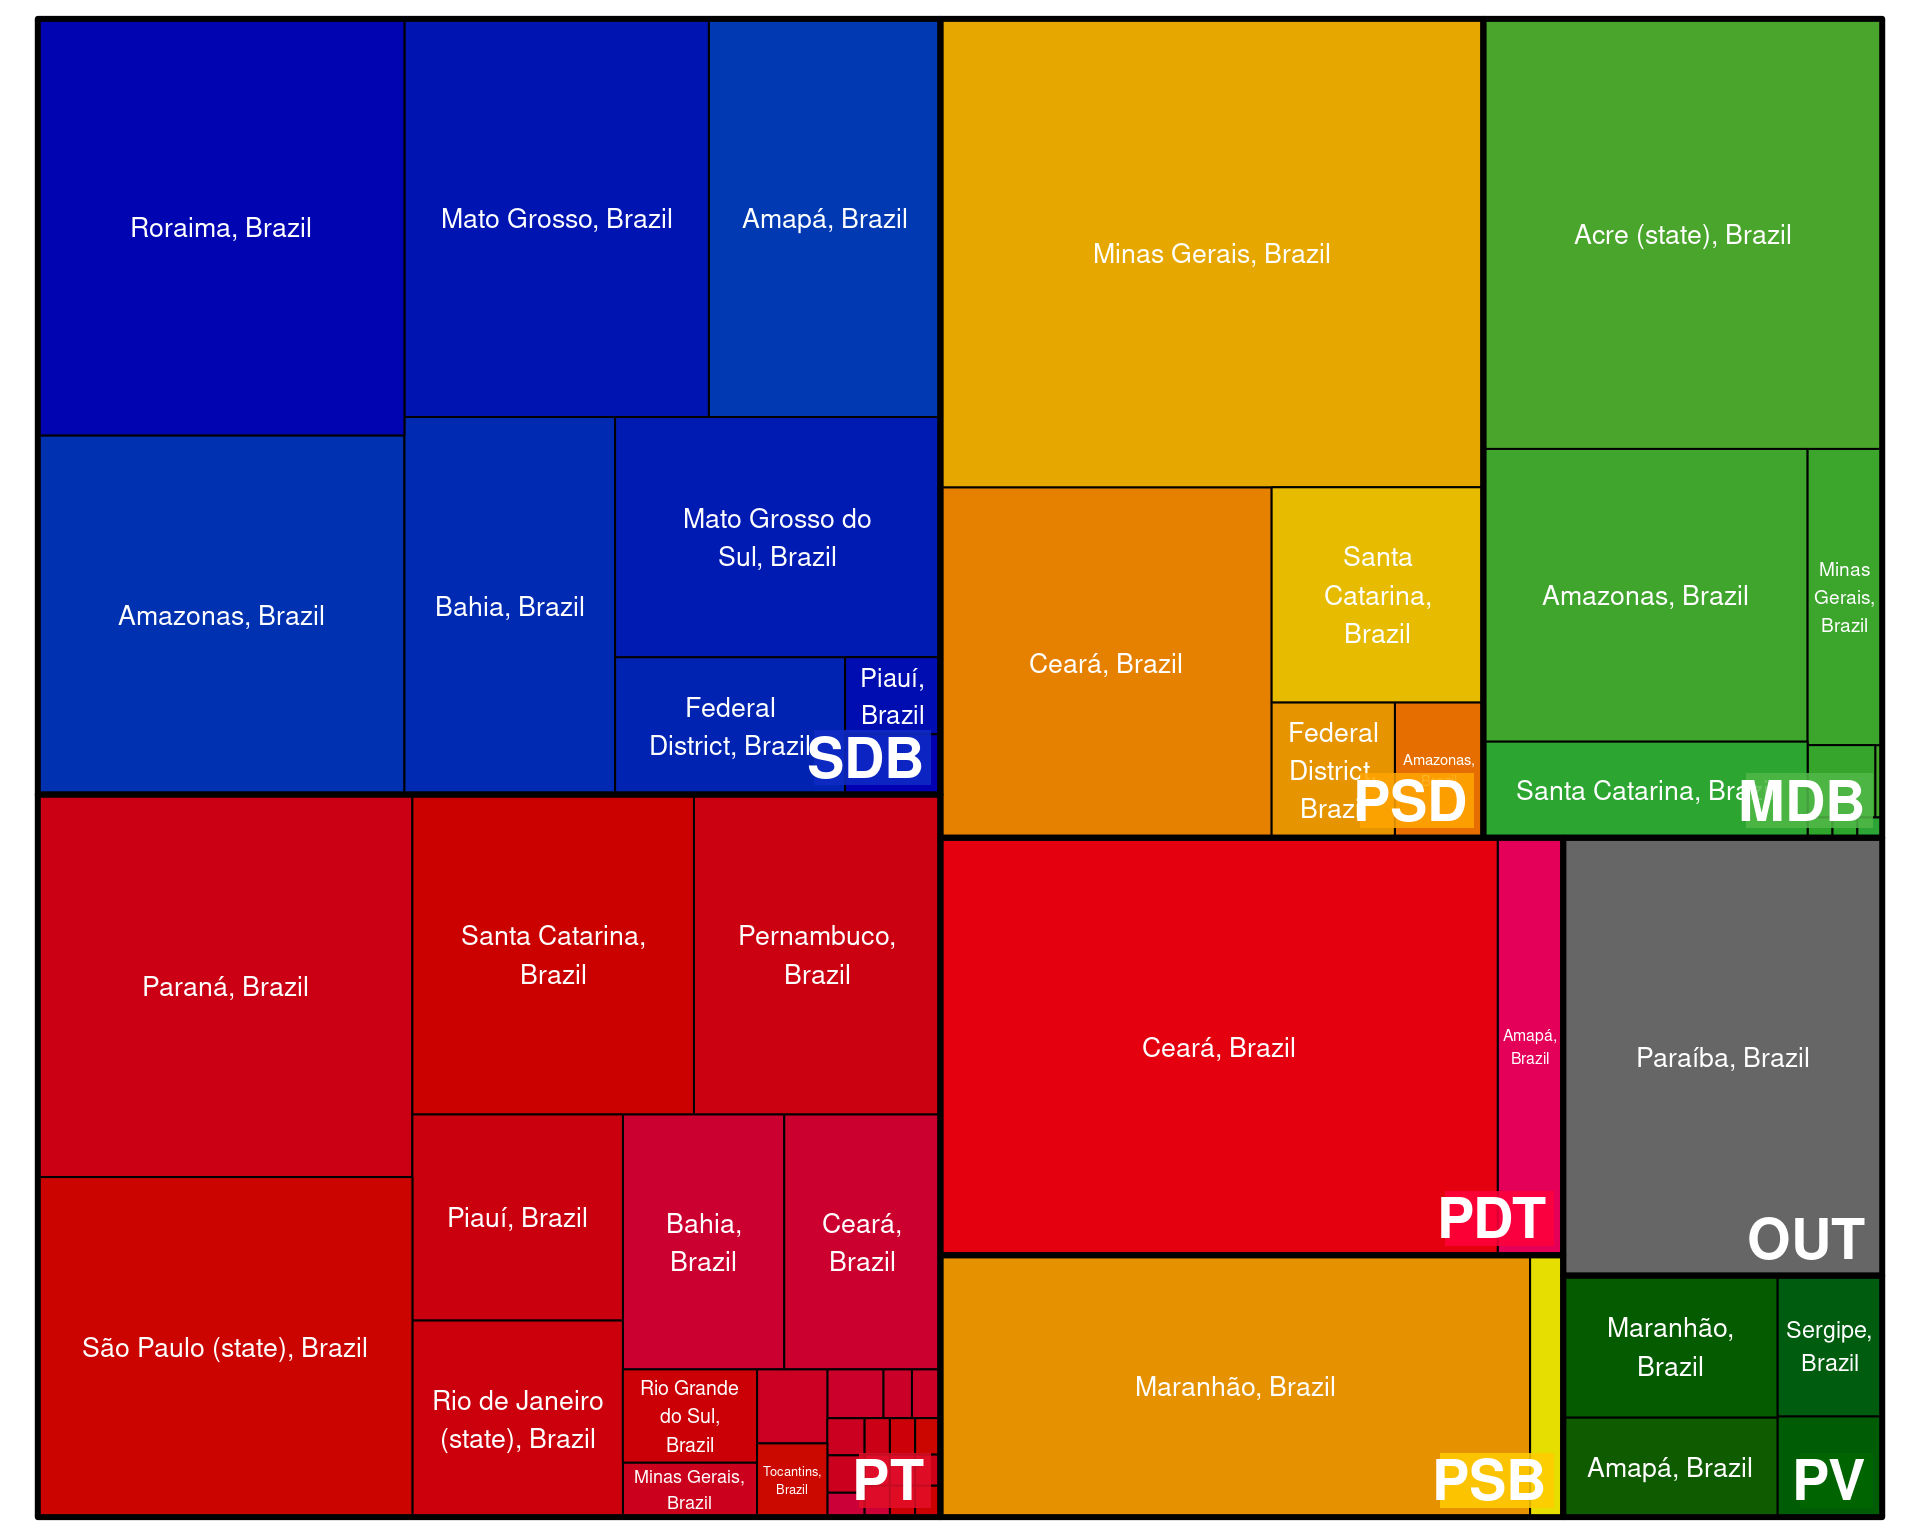 Roraima, Brazil
Mato Grosso, Brazil
Amapá, Brazil
Amazonas, Brazil
Bahia, Brazil
Mato Grosso do
Sul, Brazil
Federal
District, Brazil
Piauí,
Brazil
SDB
Minas Gerais, Brazil
Ceará, Brazil
Santa
Catarina,
Brazil
Federal
District,
Brazil
Amazonas,
PSD
Acre (state), Brazil
Amazonas, Brazil
Minas
Gerais,
Brazil
Santa Catarina, Brazil
MDB
Paraná, Brazil
Santa Catarina,
Brazil
Pernambuco,
Brazil
São Paulo (state), Brazil
Piauí, Brazil
Bahia,
Brazil
Ceará,
Brazil
Rio de Janeiro
(state), Brazil
Rio Grande
do Sul,
Brazil
Minas Gerais,
Brazil
Tocantins,
Brazil
PT
Ceará, Brazil
Amapá,
Brazil
PDT
Paraíba, Brazil
OUT
Maranhão, Brazil
PSB
Maranhão,
Brazil
Sergipe,
Brazil
Amapá, Brazil
PV